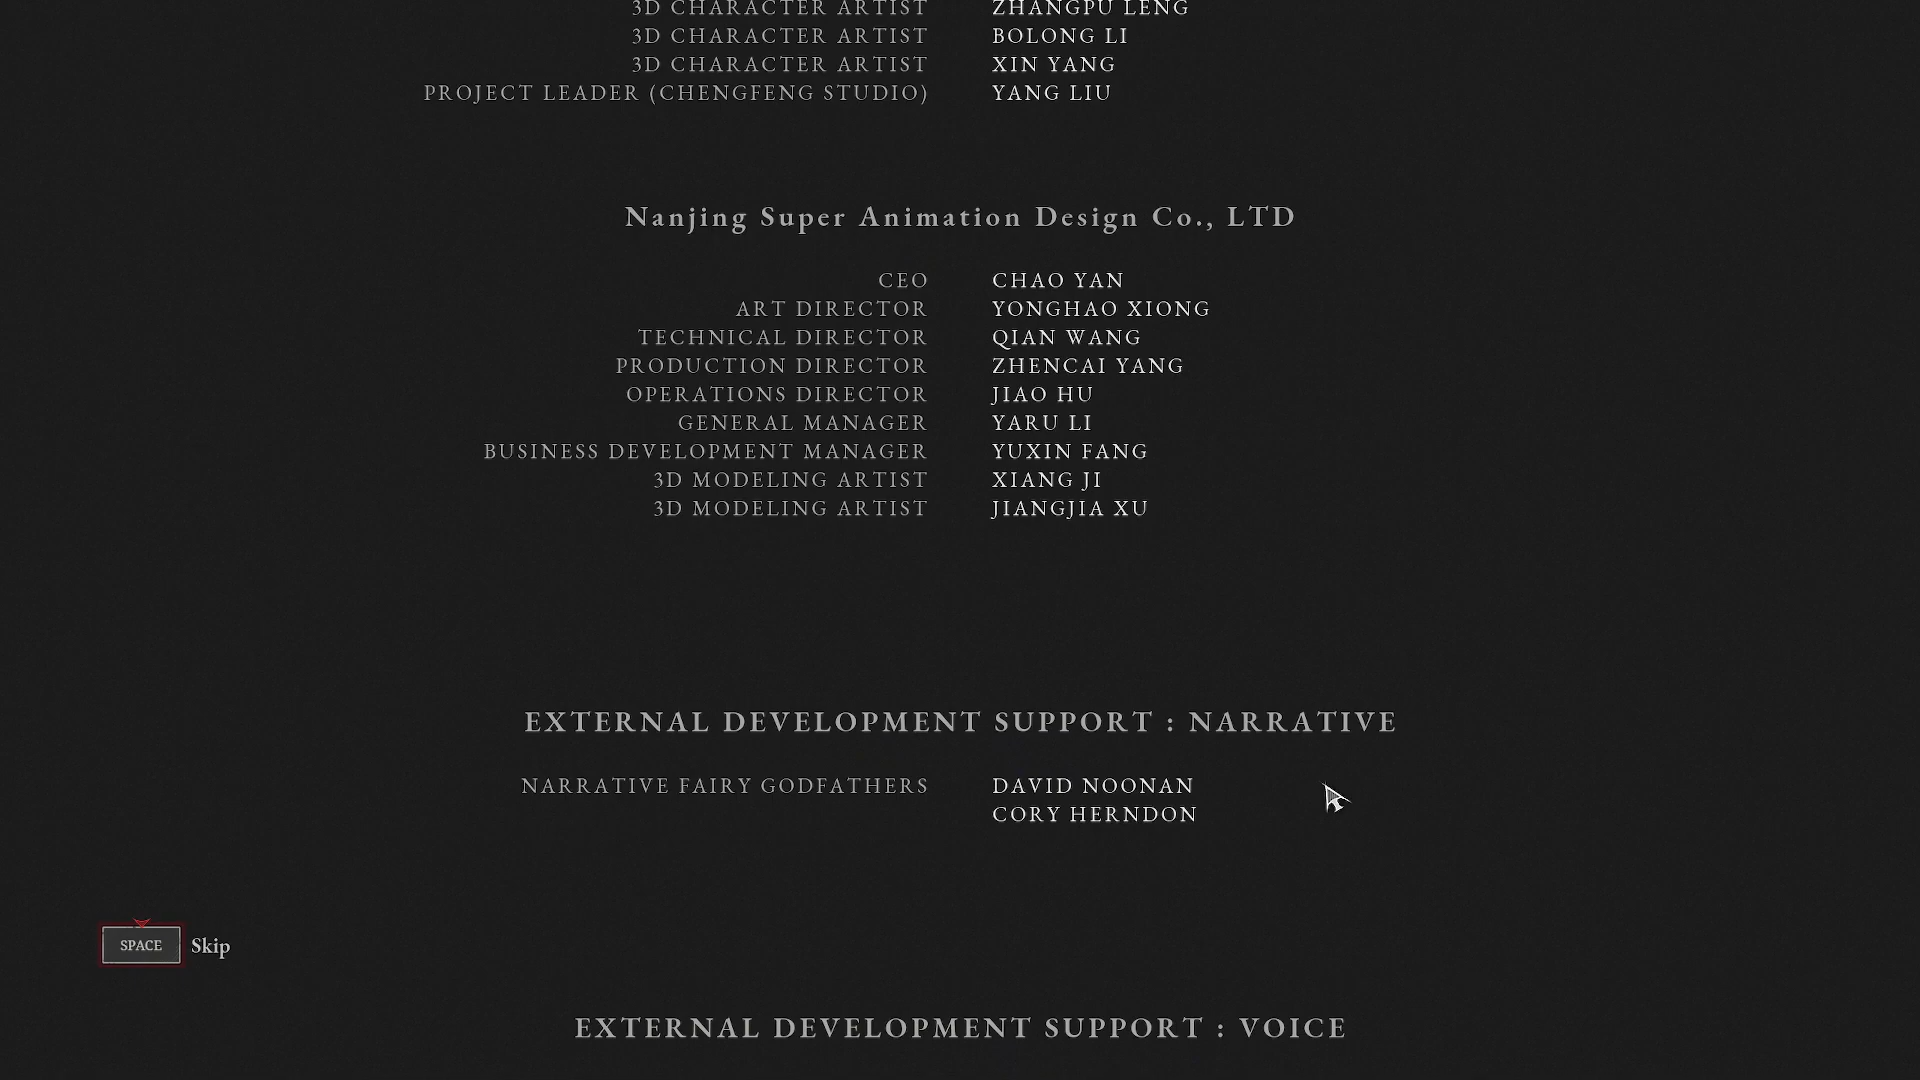 3D CHARACTER ARTIST ZHANGPU LENG
3D CHARACTER ARTIST BOLONG LI
3D CHARACTER ARTIST XIN YANG
PROJECT LEADER (CHENGFENG STUDIO) YANG LIU
Nanjing Super Animation Design Co., LTD
CEO CHAO YAN
ART DIRECTOR YONGHAO XIONG
TECHNICAL DIRECTOR QIAN WANG
PRODUCTION DIRECTOR ZHENCAI YANG
OPERATIONS DIRECTOR JIAO HU
GENERAL MANAGER YARU LI
BUSINESS DEVELOPMENT MANAGER YUXIN FANG
3D MODELING ARTIST XIANG JI
3D MODELING ARTIST JIANGJIA XU
EXTERNAL DEVELOPMENT SUPPORT : NARRATIVE
NARRATIVE FAIRY GODFATHERS DAVID NOONAN
CORY HERNDON
SPACE Skip
EXTERNAL DEVELOPMENT SUPPORT : VOICE